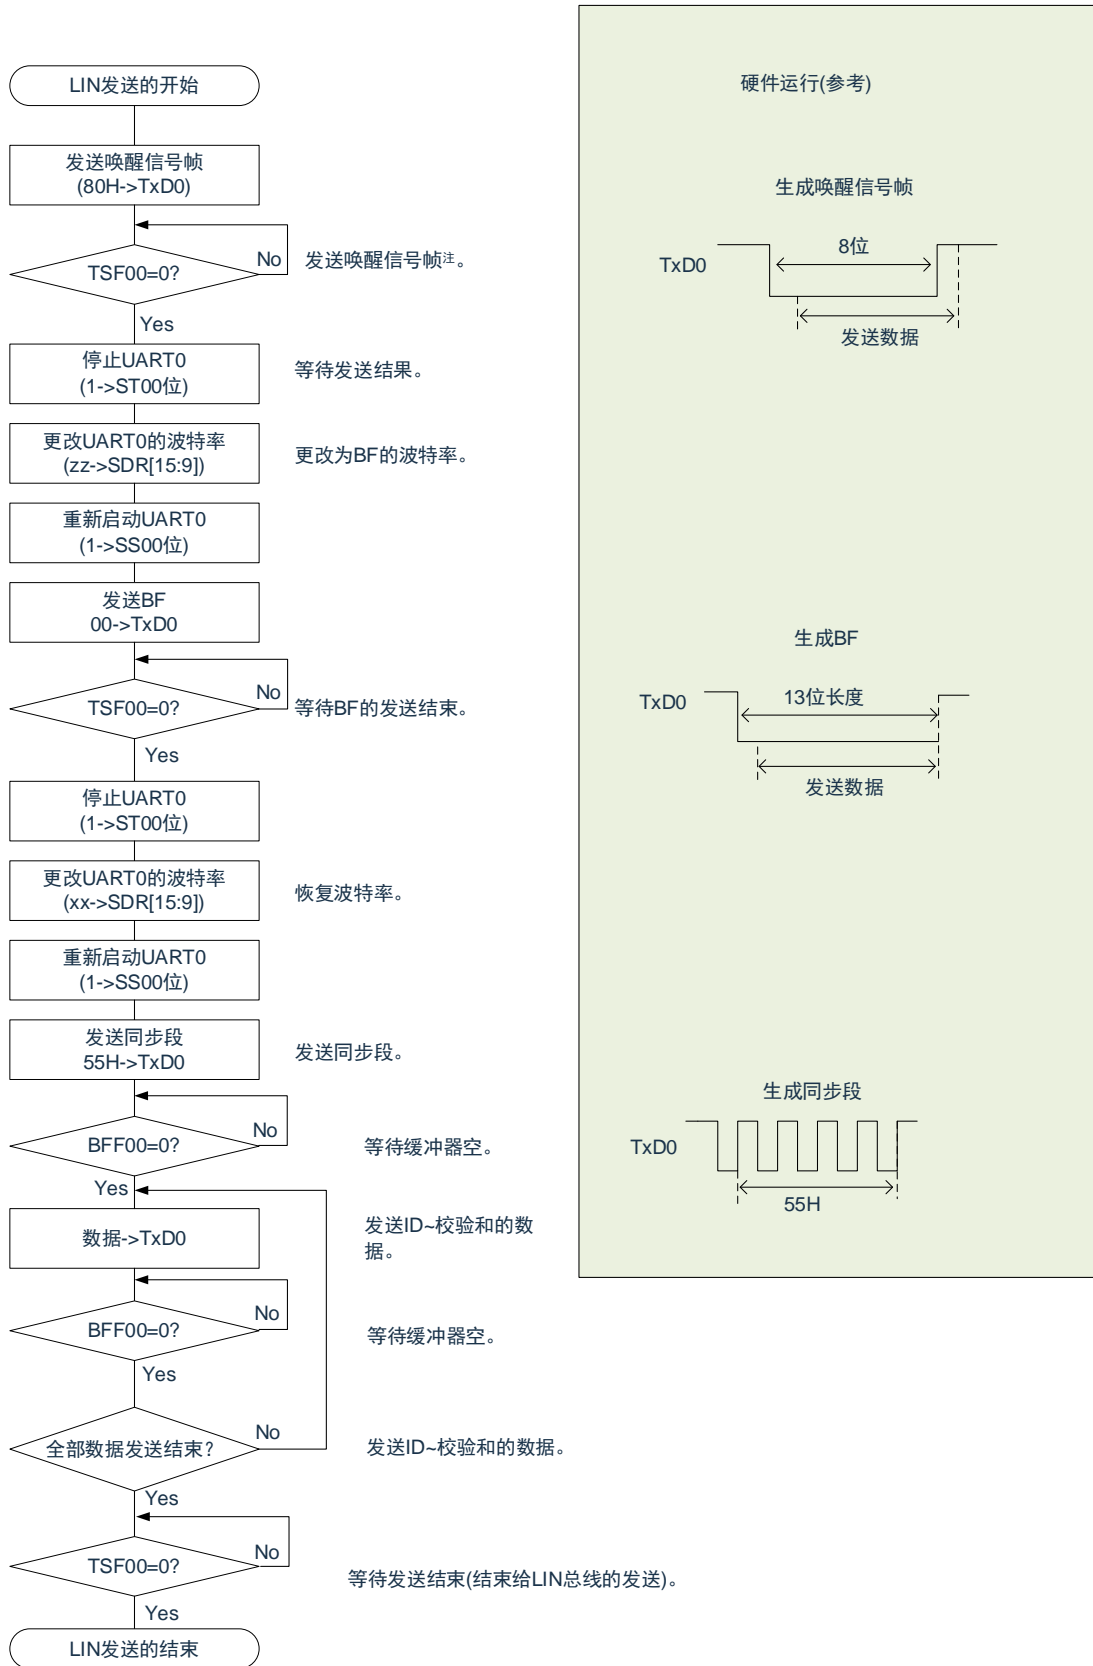 LIN发送的开始
发送唤醒信号帧
(80H->TxD0)
TSF00=0?
No
发送唤醒信号帧注。
Yes
停止UART0
(1->ST00位)
等待发送结果。
更改UART0的波特率
(zz->SDR[15:9])
更改为BF的波特率。
重新启动UART0
(1->SS00位)
发送BF
00->TxD0
TSF00=0?
No
等待BF的发送结束。
Yes
停止UART0
(1->ST00位)
更改UART0的波特率
(xx->SDR[15:9])
恢复波特率。
重新启动UART0
(1->SS00位)
发送同步段
55H->TxD0
发送同步段。
BFF00=0?
No
等待缓冲器空。
Yes
数据->TxD0
发送ID~校验和的数
据。
BFF00=0?
No
等待缓冲器空。
Yes
全部数据发送结束?
No
发送ID~校验和的数据。
Yes
TSF00=0?
No
等待发送结束(结束给LIN总线的发送)。
Yes
LIN发送的结束
硬件运行(参考)
生成唤醒信号帧
TxD0
8位
发送数据
生成BF
TxD0
13位长度
发送数据
生成同步段
TxD0
55H